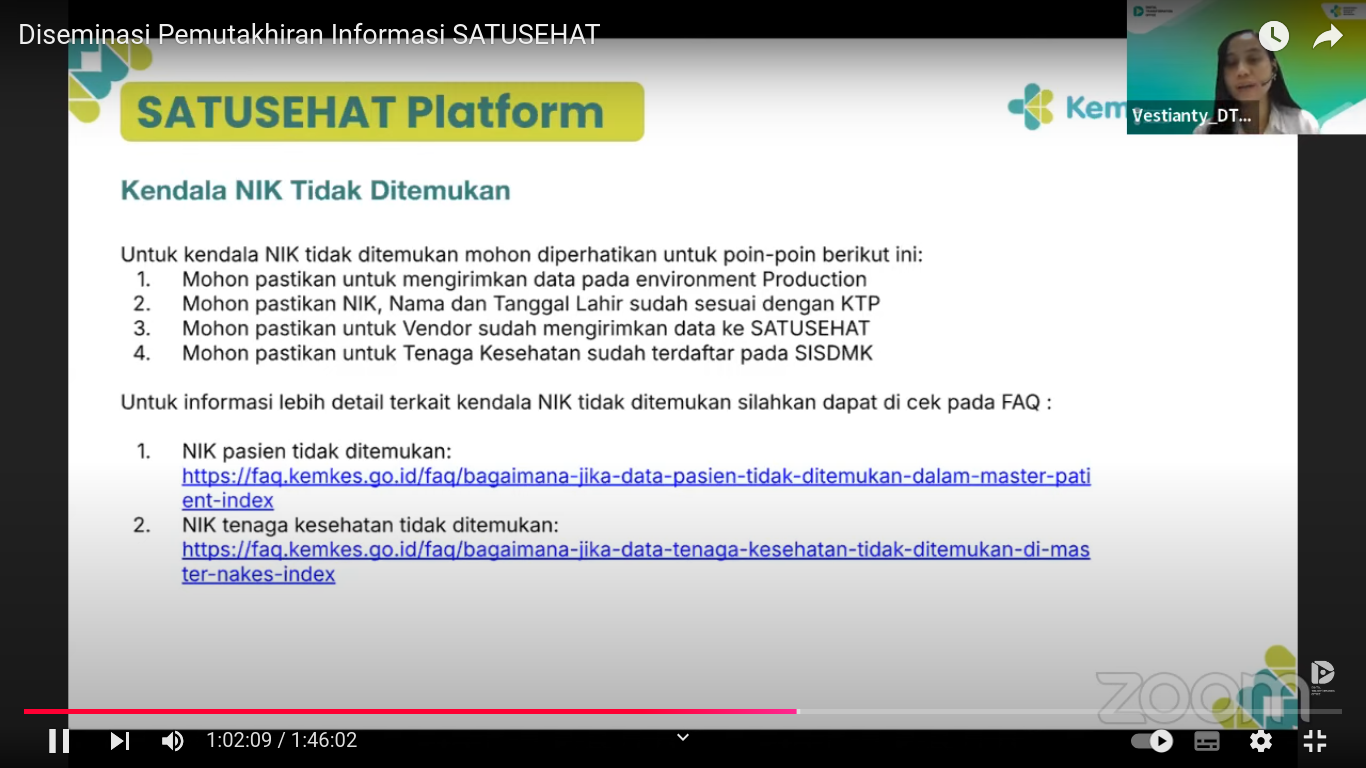 Diseminasi Pemutakhiran Informasi SATUSEHAT
SATUSEHAT Platform
Kem
Vestianty_DT...
Kendala NIK Tidak Ditemukan
Untuk kendala NIK tidak ditemukan mohon diperhatikan untuk poin-poin berikut ini:
1. Mohon pastikan untuk mengirimkan data pada environment Production
2. Mohon pastikan NIK, Nama dan Tanggal Lahir sudah sesuai dengan KTP
3. Mohon pastikan untuk Vendor sudah mengirimkan data ke SATUSEHAT
4. Mohon pastikan untuk Tenaga Kesehatan sudah terdaftar pada SISDMK
Untuk informasi lebih detail terkait kendala NIK tidak ditemukan silahkan dapat di cek pada FAQ :
1. NIK pasien tidak ditemukan:
https://faq.kemkes.go.id/faq/bagaimana-jika-data-pasien-tidak-ditemukan-dalam-master-pati
ent-index
2. NIK tenaga kesehatan tidak ditemukan:
https://faq.kemkes.go.id/faq/bagaimana-jika-data-tenaga-kesehatan-tidak-ditemukan-di-mas
ter-nakes-index
zoom
1:02:09 / 1:46:02